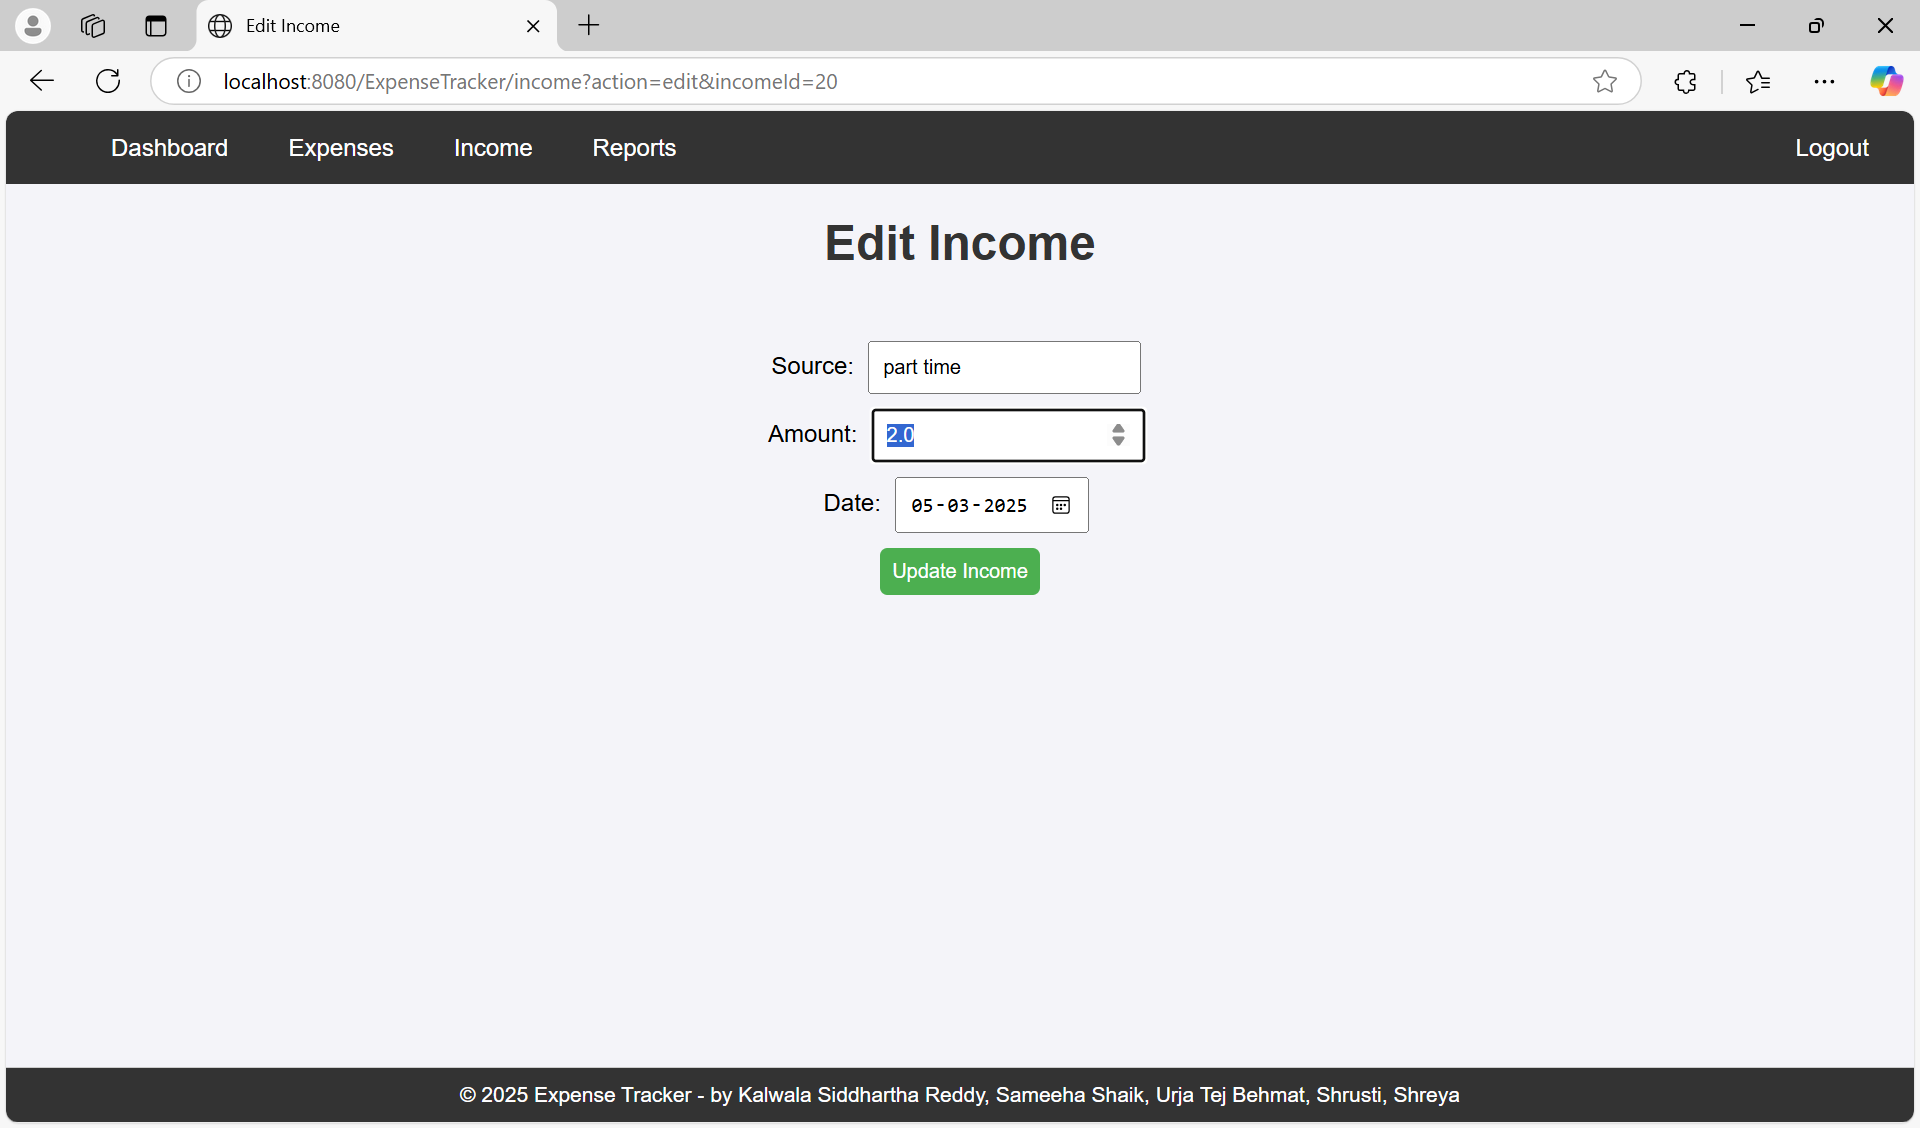 Edit Income
localhost:8080/ExpenseTracker/income?action=edit&incomeId=20
Dashboard Expenses Income Reports Logout
Edit Income
Source: part time
Amount: 2.0
Date: 05-03-2025
Update Income
© 2025 Expense Tracker - by Kalwala Siddhartha Reddy, Sameeha Shaik, Urja Tej Behmat, Shrusti, Shreya